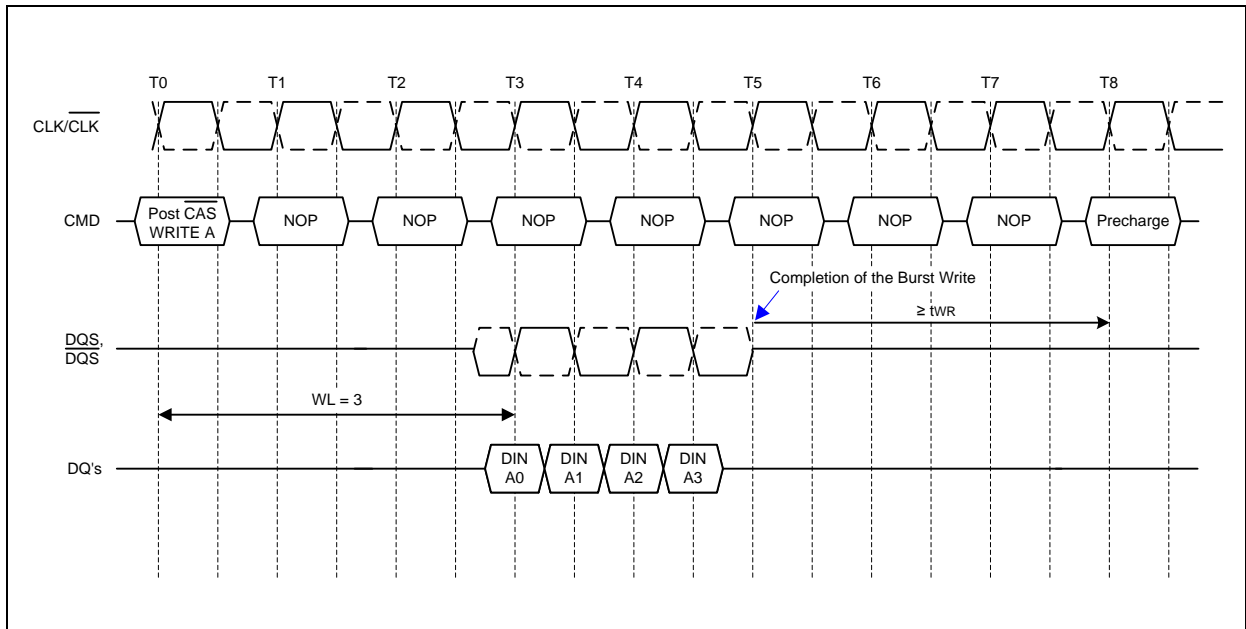 T0 T1 T2 T3 T4 T5 T6 T7 T8
CLK/CLK
CMD Post CAS NOP NOP NOP NOP NOP NOP NOP Precharge
WRITE A
Completion of the Burst Write
≥ tWR
DQS,
DQS
WL = 3
DQ's DIN DIN DIN DIN
A0 A1 A2 A3